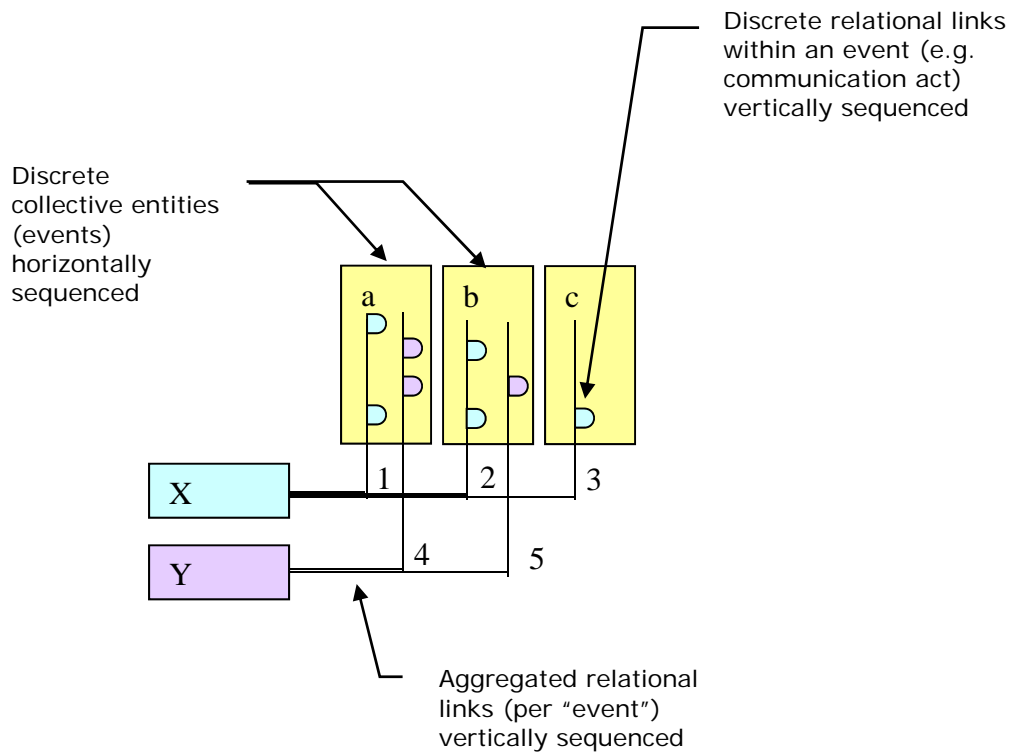 Discrete relational links
within an event (e.g.
communication act)
vertically sequenced
Discrete
collective entities
(events)
horizontally
sequenced
a
b
c
X
1
2
3
Y
4
5
Aggregated relational
links (per “event”)
vertically sequenced